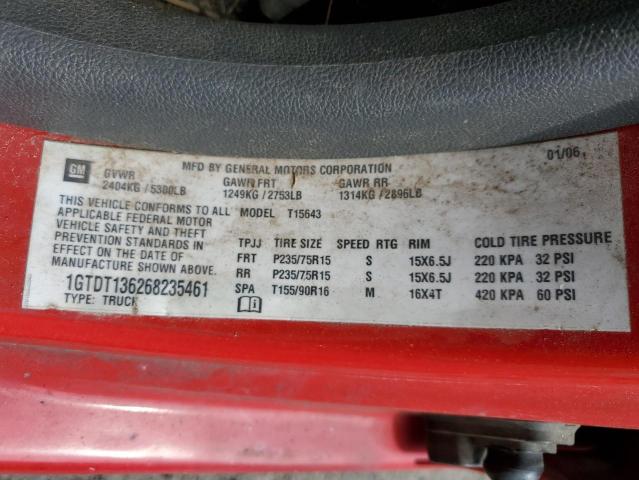 MFD BY GENERAL MOTORS CORPORATION 01/06
GM GVWR GAWR FRT GAWR RR
2404KG / 5300LB 1249KG / 2753LB 1314KG / 2896LB
THIS VEHICLE CONFORMS TO ALL MODEL T15643
APPLICABLE FEDERAL MOTOR
VEHICLE SAFETY AND THEFT
PREVENTION STANDARDS IN TPJJ TIRE SIZE SPEED RTG RIM COLD TIRE PRESSURE
EFFECT ON THE DATE OF FRT P235/75R15 S 15X6.5J 220 KPA 32 PSI
MANUFACTURE SHOWN ABOVE. RR P235/75R15 S 15X6.5J 220 KPA 32 PSI
1GTDT136268235461 SPA T155/90R16 M 16X4T 420 KPA 60 PSI
TYPE: TRUCK